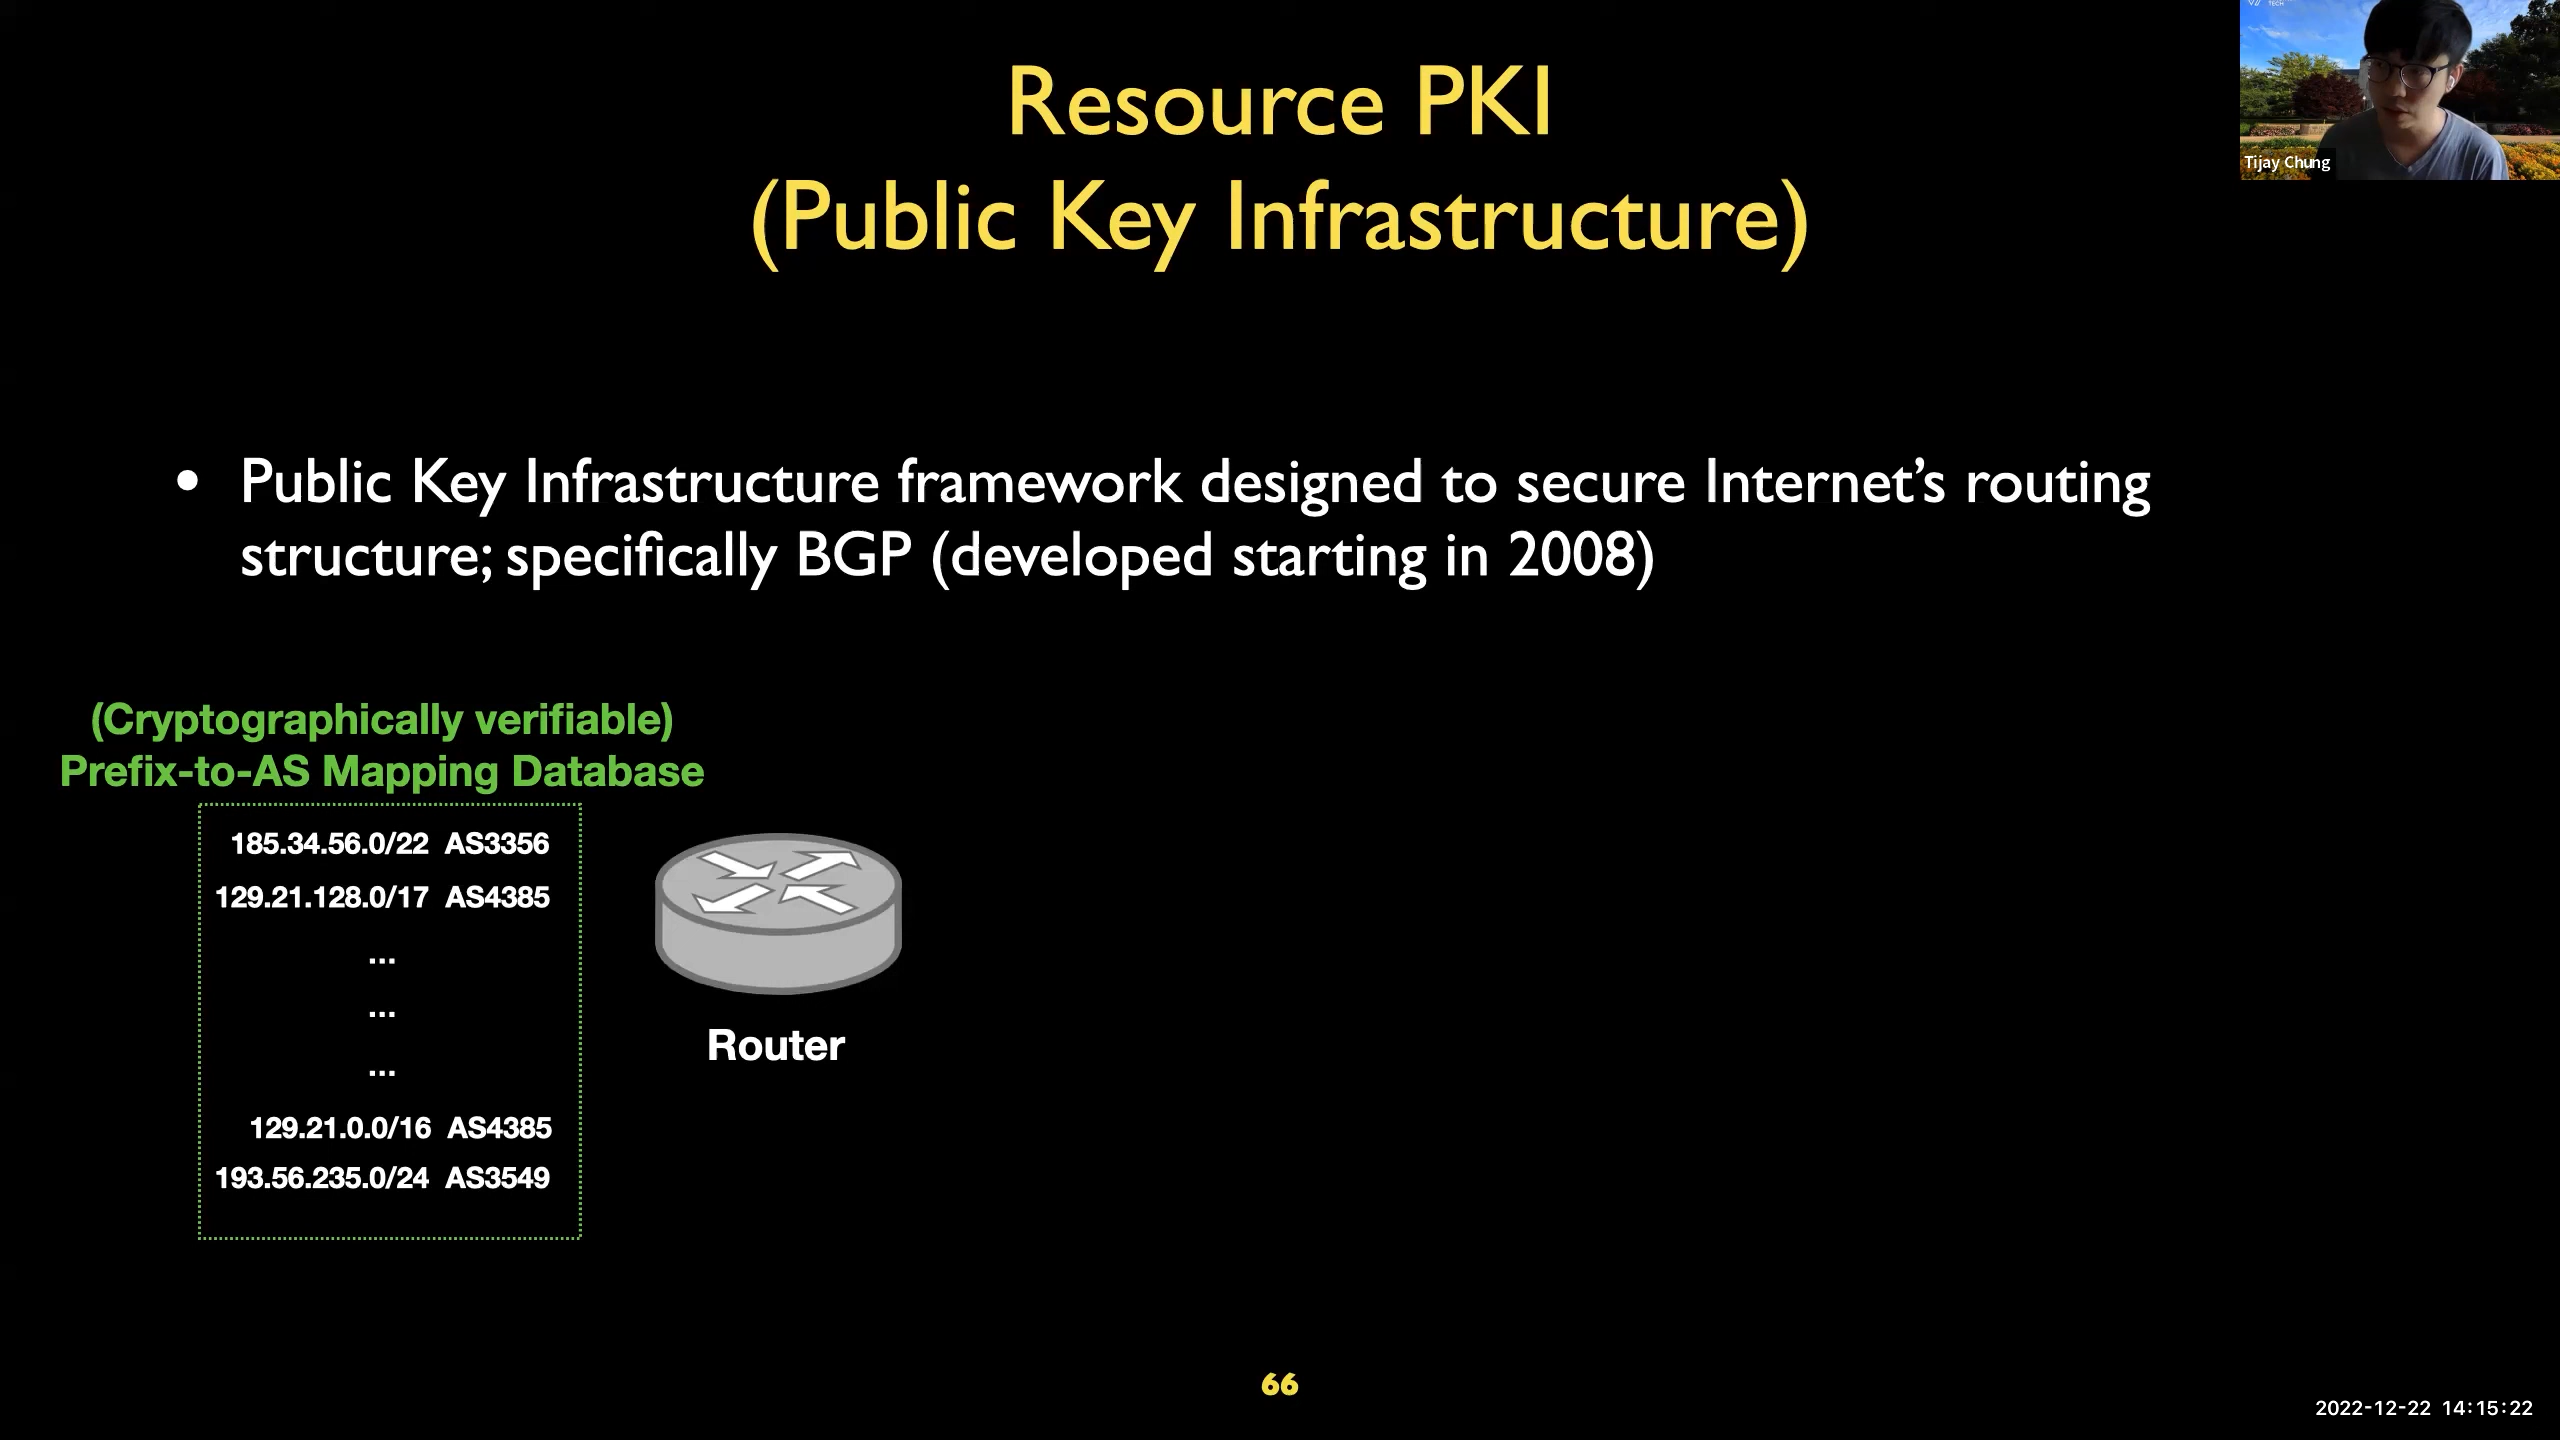 Resource PKI
(Public Key Infrastructure)
TECH
Tijay Chung
• Public Key Infrastructure framework designed to secure Internet’s routing
structure; specifically BGP (developed starting in 2008)
(Cryptographically verifiable)
Prefix-to-AS Mapping Database
185.34.56.0/22 AS3356
129.21.128.0/17 AS4385
...
...
...
129.21.0.0/16 AS4385
193.56.235.0/24 AS3549
Router
66
2022-12-22 14:15:22